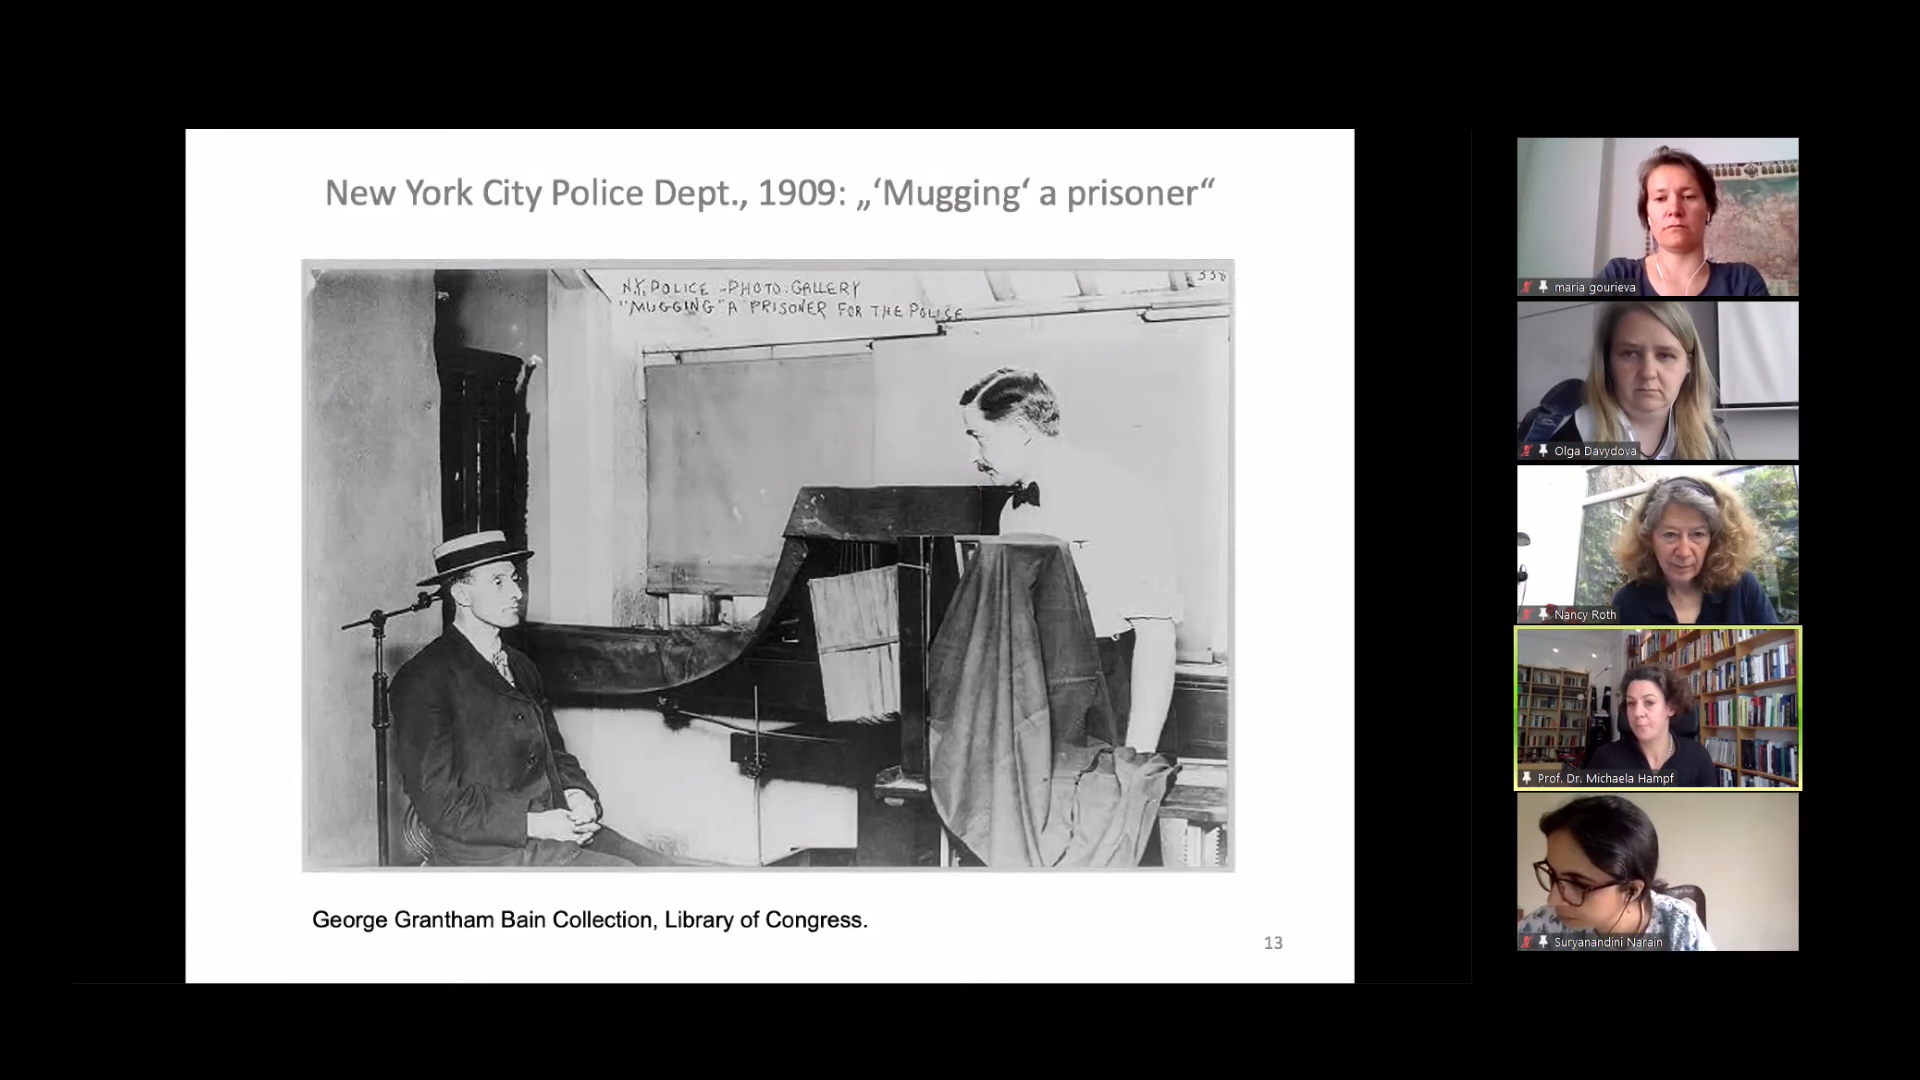 New York City Police Dept., 1909: „‘Mugging‘ a prisoner“
N.Y. POLICE - PHOTO. GALLERY
"MUGGING" A PRISONER FOR THE POLICE
George Grantham Bain Collection, Library of Congress.
13
maria gourieva
Olga Davydova
Nancy Roth
Prof. Dr. Michaela Hampf
Suryanandini Narain